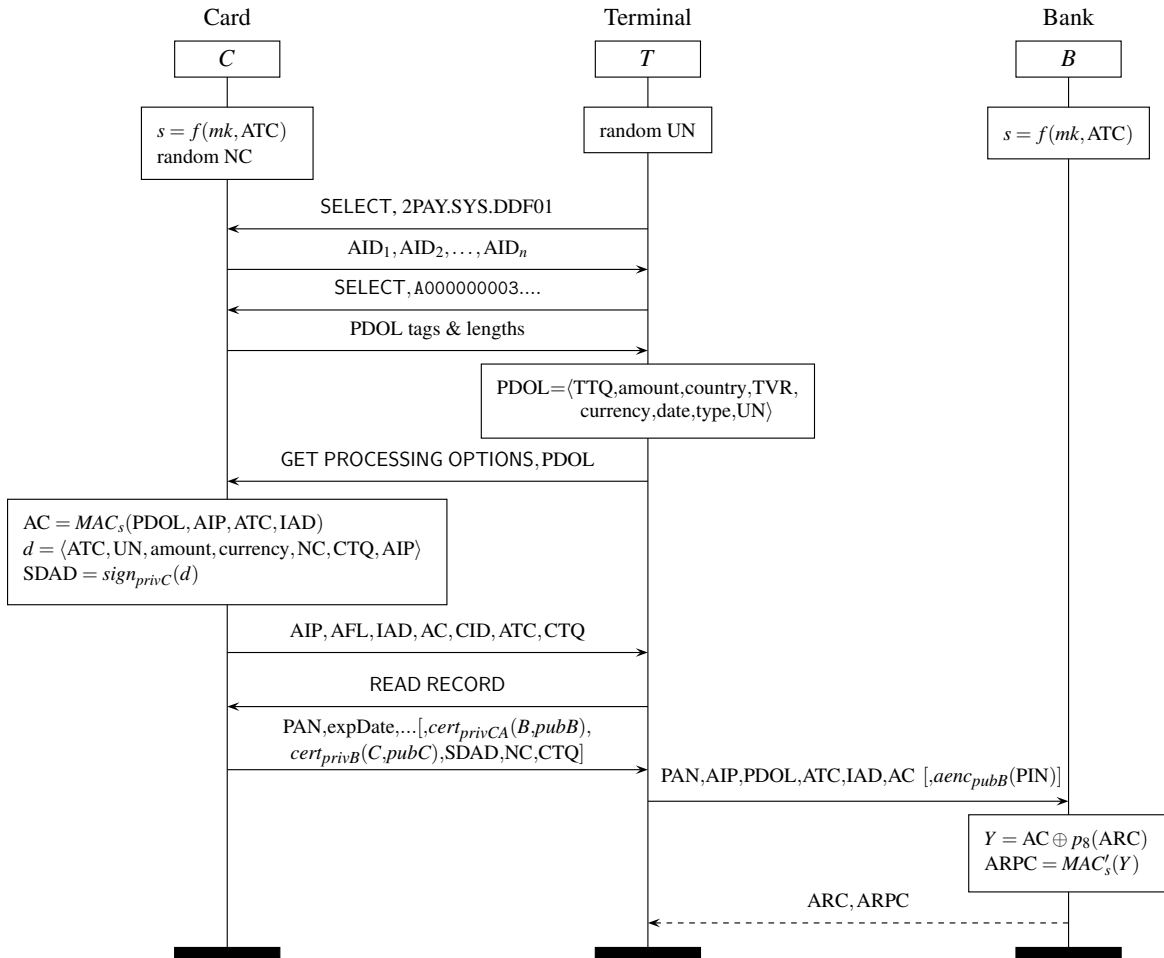 Card
Terminal
Bank
C
T
B
s = f(mk,ATC)
random NC
random UN
s = f(mk,ATC)
SELECT, 2PAY.SYS.DDF01
AID₁,AID₂,…,AIDₙ
SELECT,A000000003....
PDOL tags & lengths
PDOL=⟨TTQ,amount,country,TVR,
currency,date,type,UN⟩
GET PROCESSING OPTIONS,PDOL
AC = MACₛ(PDOL,AIP,ATC,IAD)
d = ⟨ATC,UN,amount,currency,NC,CTQ,AIP⟩
SDAD = sign_privC(d)
AIP,AFL,IAD,AC,CID,ATC,CTQ
READ RECORD
PAN,expDate,...[,cert_privCA(B,pubB),
cert_privB(C,pubC),SDAD,NC,CTQ]
PAN,AIP,PDOL,ATC,IAD,AC [,aenc_pubB(PIN)]
Y = AC ⊕ p₈(ARC)
ARPC = MAC′ₛ(Y)
ARC,ARPC